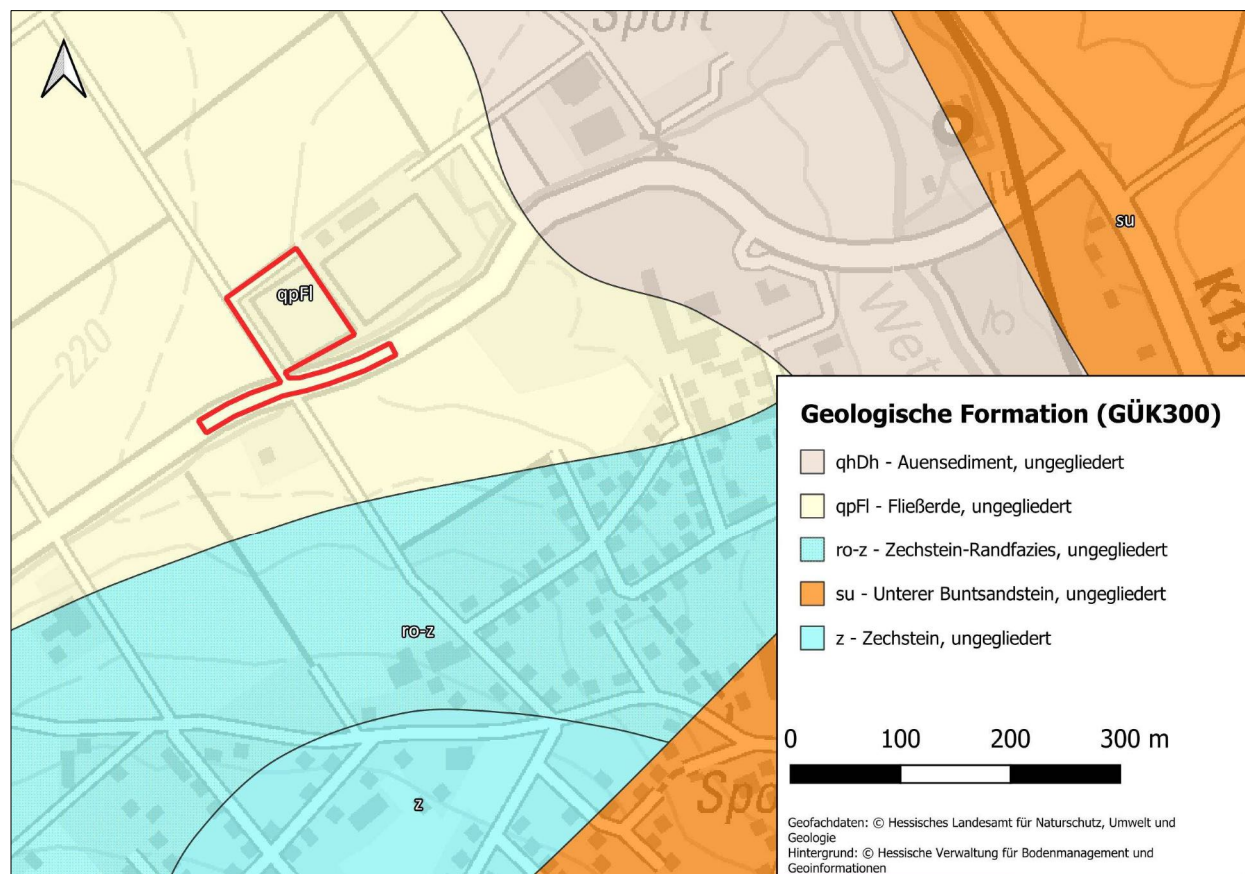 Sport
su
qpFl
220
Wet
K13
Geologische Formation (GÜK300)
qhDh - Auensediment, ungegliedert
qpFl - Fließerde, ungegliedert
ro-z - Zechstein-Randfazies, ungegliedert
su - Unterer Buntsandstein, ungegliedert
z - Zechstein, ungegliedert
ro-z
z
Spo
0 100 200 300 m
Geofachdaten: © Hessisches Landesamt für Naturschutz, Umwelt und
Geologie
Hintergrund: © Hessische Verwaltung für Bodenmanagement und
Geoinformationen